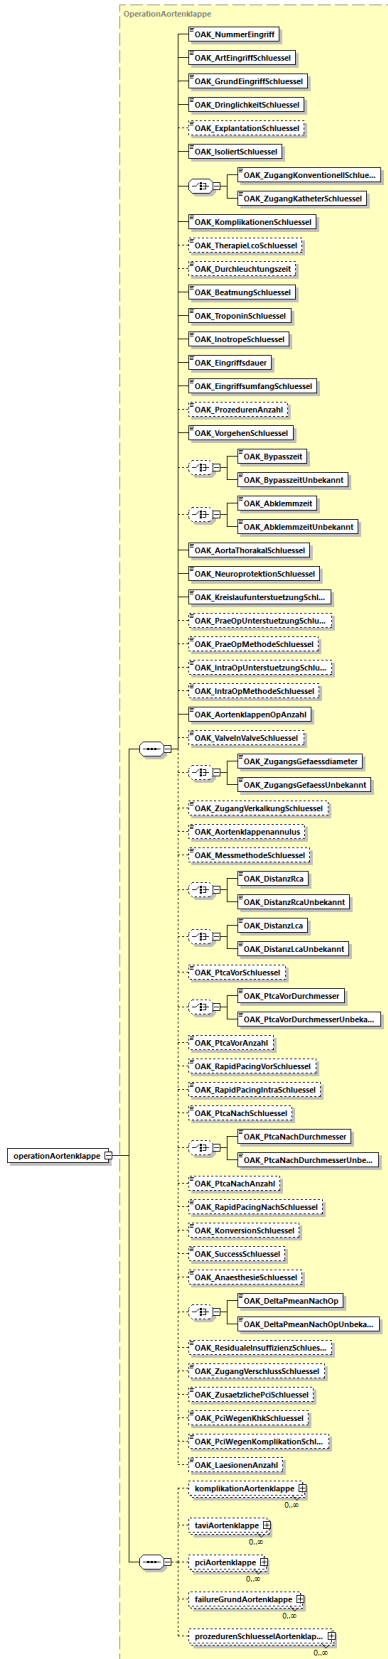 OperationAortenklappe
OAK_NummerEingriff
OAK_ArtEingriffSchluessel
OAK_GrundEingriffSchluessel
OAK_DringlichkeitSchluessel
OAK_ExplantationSchluessel
OAK_IsoliertSchluessel
OAK_ZugangKonventionellSchlue...
OAK_ZugangKatheterSchluessel
OAK_KomplikationenSchluessel
OAK_TherapieLcoSchluessel
OAK_Durchleuchtungszeit
OAK_BeatmungSchluessel
OAK_TroponinSchluessel
OAK_InotropeSchluessel
OAK_Eingriffsdauer
OAK_EingriffsumfangSchluessel
OAK_ProzedurenAnzahl
OAK_VorgehenSchluessel
OAK_Bypasszeit
OAK_BypasszeitUnbekannt
OAK_Abklemmzeit
OAK_AbklemmzeitUnbekannt
OAK_AortaThorakalSchluessel
OAK_NeuroprotektionSchluessel
OAK_KreislaufunterstuetzungSchl...
OAK_PraeOpUnterstuetzungSchlu...
OAK_PraeOpMethodeSchluessel
OAK_IntraOpUnterstuetzungSchlu...
OAK_IntraOpMethodeSchluessel
OAK_AortenklappenOpAnzahl
OAK_ValveInValveSchluessel
OAK_ZugangsGefaessdiameter
OAK_ZugangsGefaessUnbekannt
OAK_ZugangVerkalkungSchluessel
OAK_Aortenklappenannulus
OAK_MessmethodeSchluessel
OAK_DistanzRca
OAK_DistanzRcaUnbekannt
OAK_DistanzLca
OAK_DistanzLcaUnbekannt
OAK_PtcaVorSchluessel
OAK_PtcaVorDurchmesser
OAK_PtcaVorDurchmesserUnbeka...
OAK_PtcaVorAnzahl
OAK_RapidPacingVorSchluessel
OAK_RapidPacingIntraSchluessel
OAK_PtcaNachSchluessel
OAK_PtcaNachDurchmesser
operationAortenklappe
OAK_PtcaNachDurchmesserUnbe...
OAK_PtcaNachAnzahl
OAK_RapidPacingNachSchluessel
OAK_KonversionSchluessel
OAK_SuccessSchluessel
OAK_AnaesthesieSchluessel
OAK_DeltaPmeanNachOp
OAK_DeltaPmeanNachOpUnbeka...
OAK_ResidualeInsuffizienzSchlues...
OAK_ZugangVerschlussSchluessel
OAK_ZusaetzlichePciSchluessel
OAK_PciWegenKhkSchluessel
OAK_PciWegenKomplikationSchl...
OAK_LaesionenAnzahl
komplikationAortenklappe
0..∞
taviAortenklappe
0..∞
pciAortenklappe
0..∞
failureGrundAortenklappe
0..∞
prozedurenSchluesselAortenklap...
0..∞